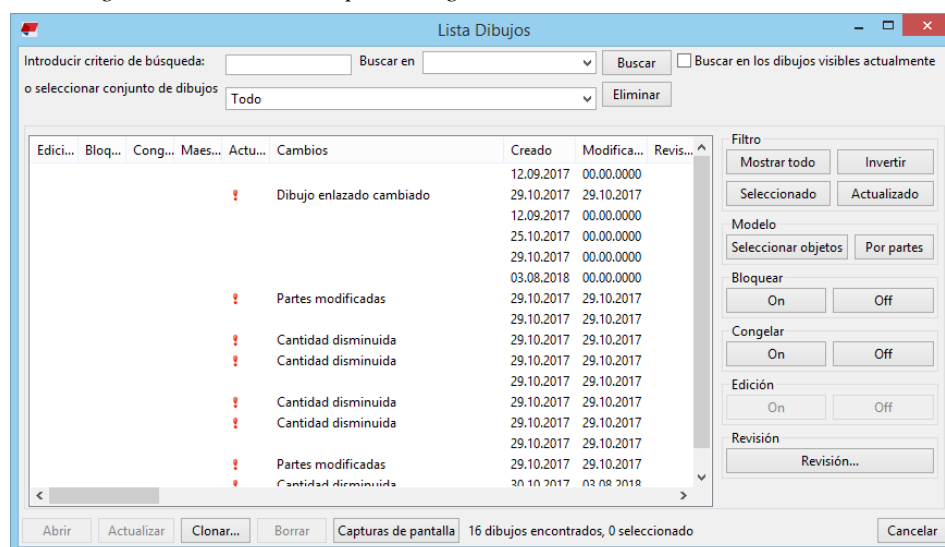 Lista Dibujos
Introducir criterio de búsqueda:
Buscar en
Buscar
Buscar en los dibujos visibles actualmente
o seleccionar conjunto de dibujos
Todo
Eliminar
Edici... Bloq... Cong... Maes... Actu... Cambios Creado Modifica... Revis...
12.09.2017 00.00.0000
Dibujo enlazado cambiado 29.10.2017 29.10.2017
12.09.2017 00.00.0000
25.10.2017 00.00.0000
29.10.2017 00.00.0000
03.08.2018 00.00.0000
Partes modificadas 29.10.2017 29.10.2017
29.10.2017 29.10.2017
Cantidad disminuida 29.10.2017 29.10.2017
Cantidad disminuida 29.10.2017 29.10.2017
29.10.2017 29.10.2017
Cantidad disminuida 29.10.2017 29.10.2017
Cantidad disminuida 29.10.2017 29.10.2017
29.10.2017 29.10.2017
Partes modificadas 29.10.2017 29.10.2017
Cantidad disminuida 30.10.2017 03.08.2018
Filtro
Mostrar todo Invertir
Seleccionado Actualizado
Modelo
Seleccionar objetos Por partes
Bloquear
On Off
Congelar
On Off
Edición
On Off
Revisión
Revisión...
Abrir Actualizar Clonar... Borrar Capturas de pantalla 16 dibujos encontrados, 0 seleccionado Cancelar